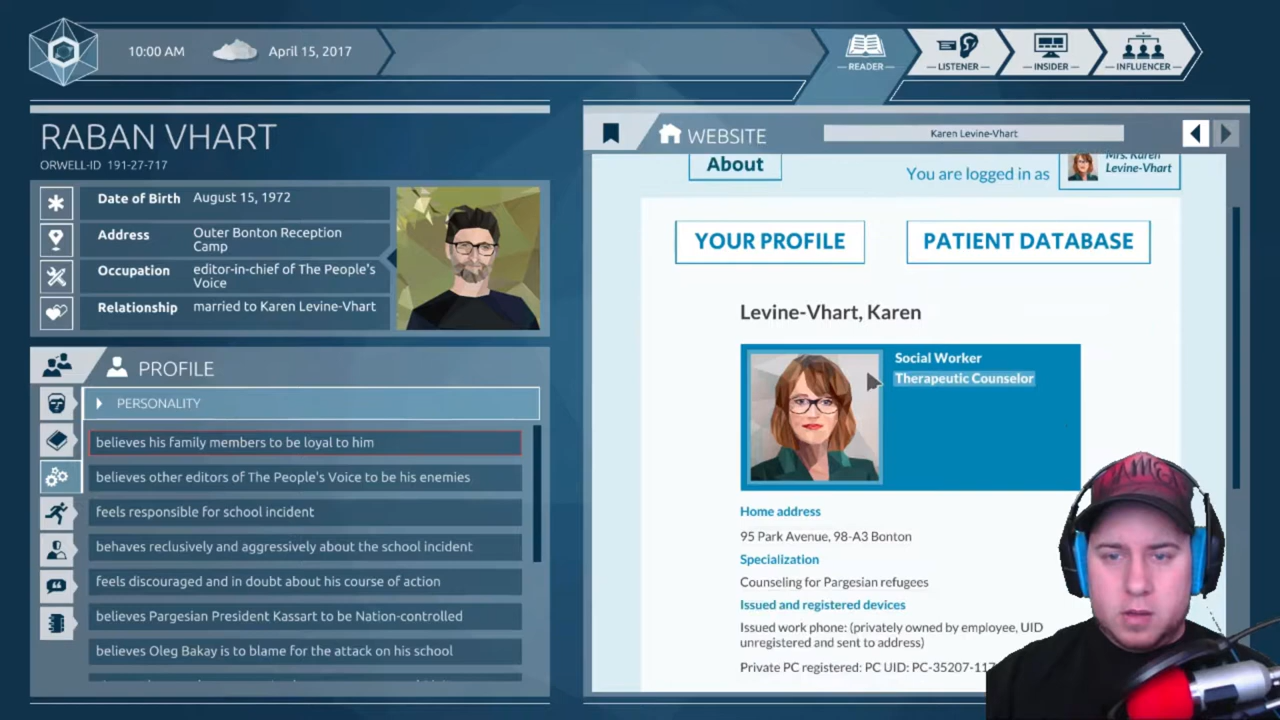 10:00 AM
April 15, 2017
READER
LISTENER
INSIDER
INFLUENCER
RABAN VHART
ORWELL-ID 191-27-717
Date of Birth August 15, 1972
Address Outer Bonton Reception
Camp
Occupation editor-in-chief of The People's
Voice
Relationship married to Karen Levine-Vhart
PROFILE
PERSONALITY
believes his family members to be loyal to him
believes other editors of The People's Voice to be his enemies
feels responsible for school incident
behaves reclusively and aggressively about the school incident
feels discouraged and in doubt about his course of action
believes Pargesian President Kassart to be Nation-controlled
believes Oleg Bakay is to blame for the attack on his school
WEBSITE
Karen Levine-Vhart
About
You are logged in as
Mrs. Karen
Levine-Vhart
YOUR PROFILE
PATIENT DATABASE
Levine-Vhart, Karen
Social Worker
Therapeutic Counselor
Home address
95 Park Avenue, 98-A3 Bonton
Specialization
Counseling for Pargesian refugees
Issued and registered devices
Issued work phone: (privately owned by employee, UID
unregistered and sent to address)
Private PC registered: PC UID: PC-35207-117